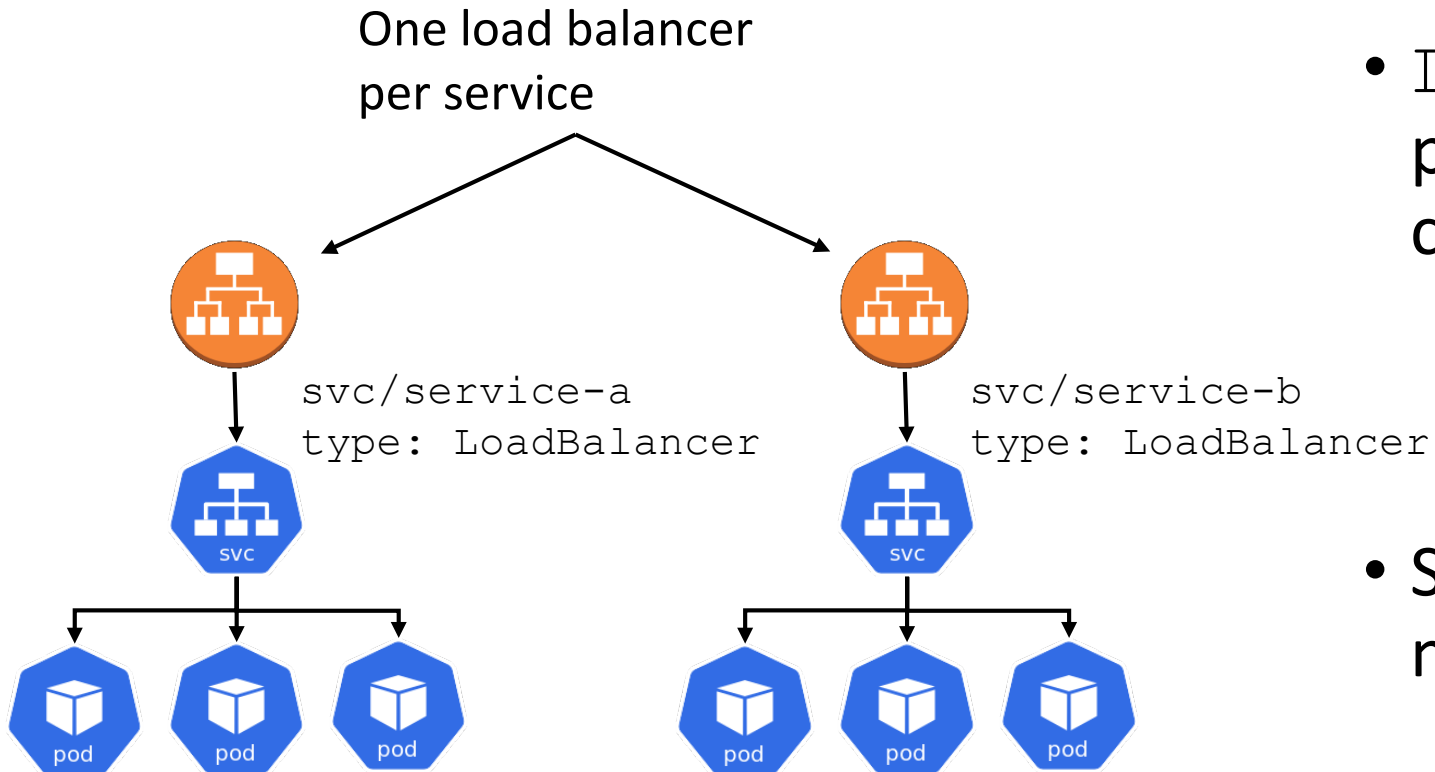 One load balancer
per service
svc/service-a
type: LoadBalancer
svc
pod
pod
pod
svc/service-b
type: LoadBalancer
svc
pod
pod
pod